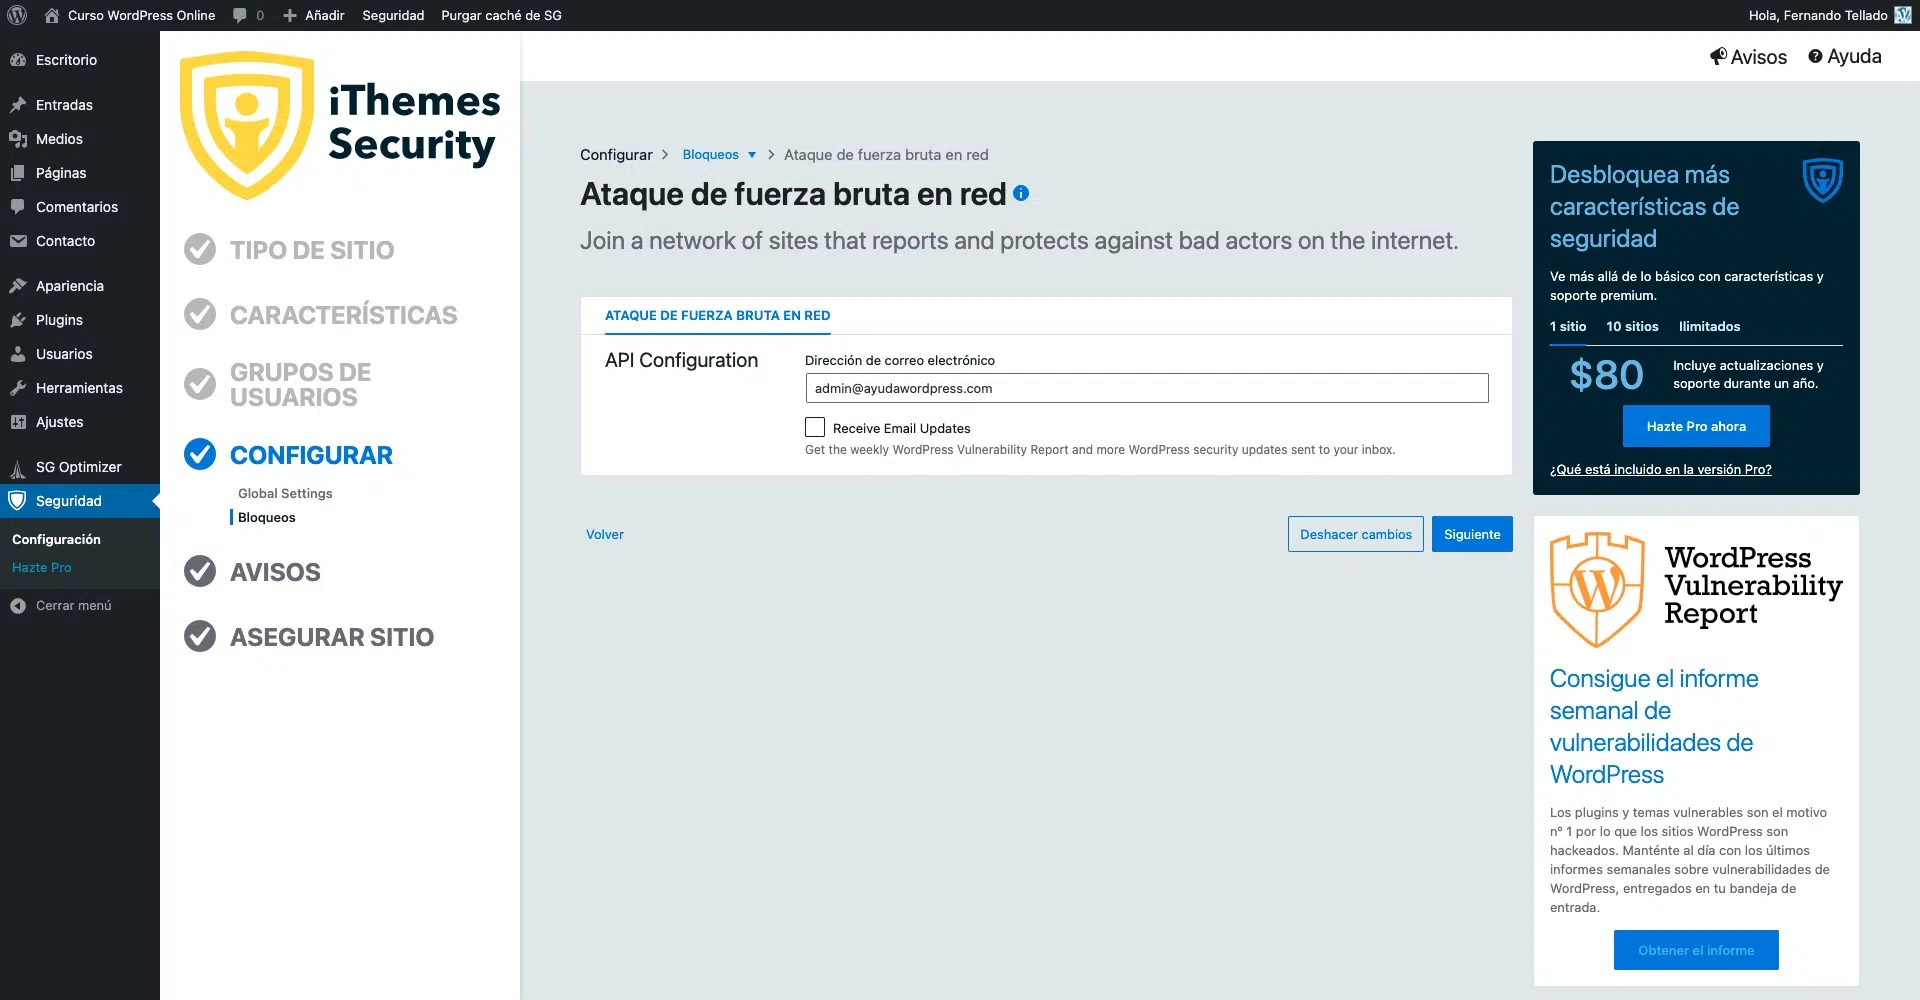 Curso WordPress Online 0 Añadir Seguridad Purgar caché de SG Hola, Fernando Tellado
Escritorio
Entradas
Medios
Páginas
Comentarios
Contacto
Apariencia
Plugins
Usuarios
Herramientas
Ajustes
SG Optimizer
Seguridad
Configuración
Hazte Pro
Cerrar menú
iThemes
Security
TIPO DE SITIO
CARACTERÍSTICAS
GRUPOS DE
USUARIOS
CONFIGURAR
Global Settings
Bloqueos
AVISOS
ASEGURAR SITIO
Avisos Ayuda
Configurar > Bloqueos > Ataque de fuerza bruta en red
Ataque de fuerza bruta en red
Join a network of sites that reports and protects against bad actors on the internet.
ATAQUE DE FUERZA BRUTA EN RED
API Configuration
Dirección de correo electrónico
admin@ayudawordpress.com
Receive Email Updates
Get the weekly WordPress Vulnerability Report and more WordPress security updates sent to your inbox.
Volver
Deshacer cambios
Siguiente
Desbloquea más
características de
seguridad
Ve más allá de lo básico con características y
soporte premium.
1 sitio 10 sitios Ilimitados
$80
Incluye actualizaciones y
soporte durante un año.
Hazte Pro ahora
¿Qué está incluido en la versión Pro?
WordPress
Vulnerability
Report
Consigue el informe
semanal de
vulnerabilidades de
WordPress
Los plugins y temas vulnerables son el motivo
nº 1 por lo que los sitios WordPress son
hackeados. Manténte al día con los últimos
informes semanales sobre vulnerabilidades de
WordPress, entregados en tu bandeja de
entrada.
Obtener el informe